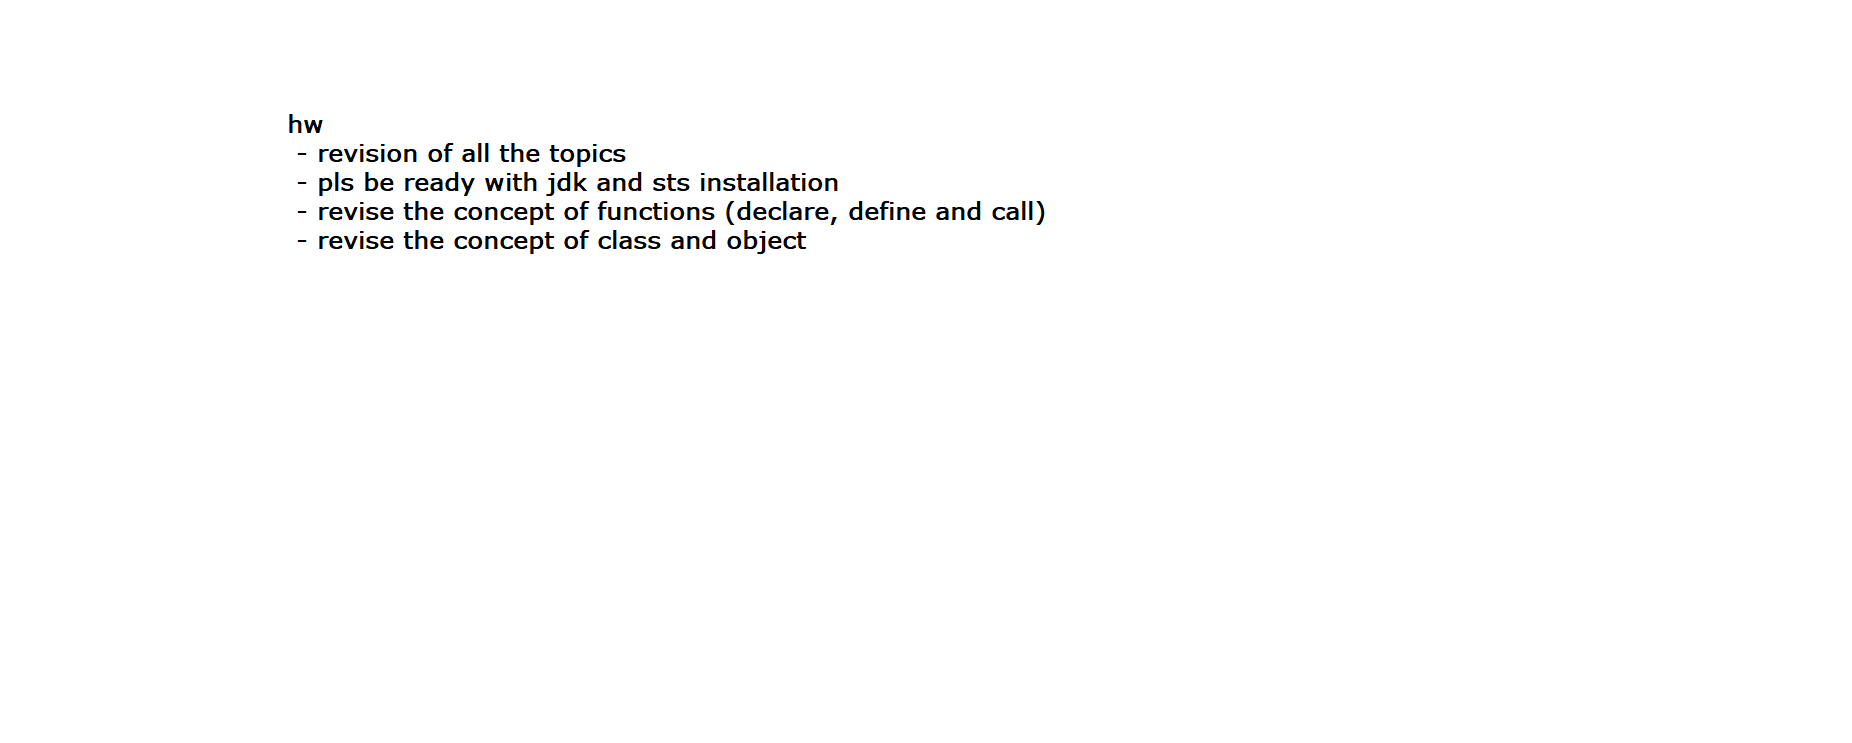 hw
- revision of all the topics
- pls be ready with jdk and sts installation
- revise the concept of functions (declare, define and call)
- revise the concept of class and object